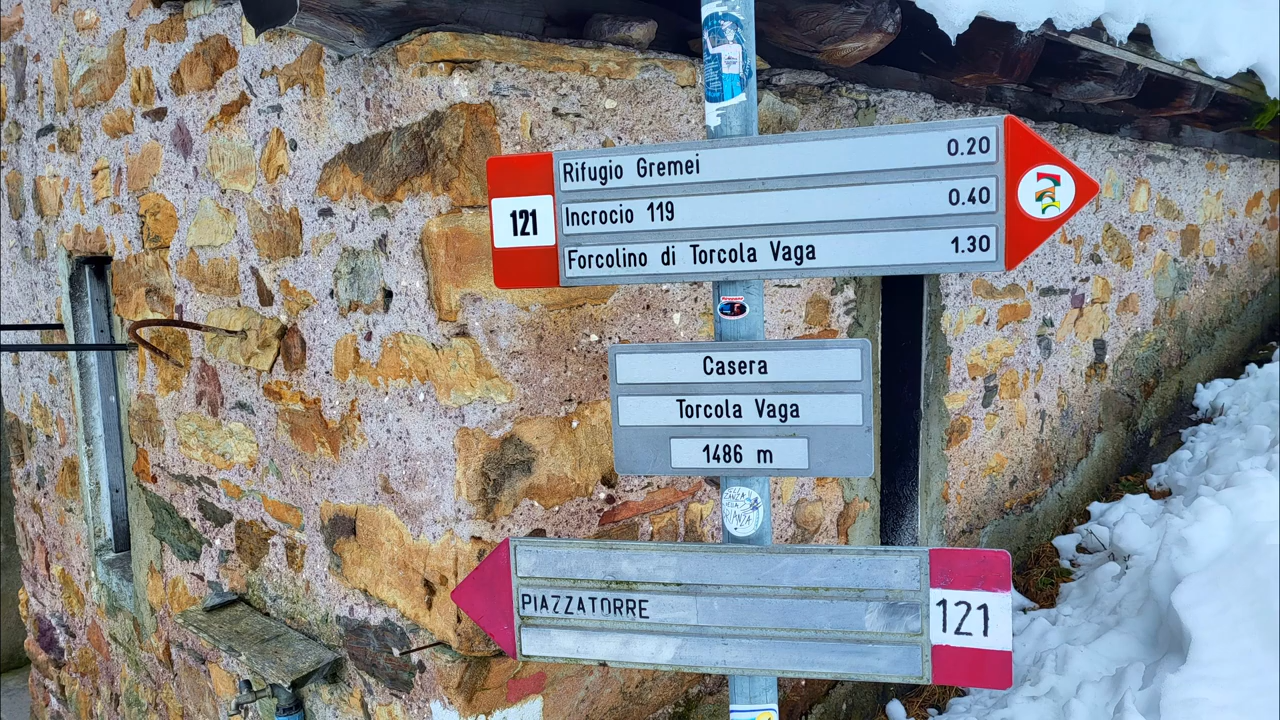 121
Rifugio Gremei 0.20
Incrocio 119 0.40
Forcolino di Torcola Vaga 1.30
Casera
Torcola Vaga
1486 m
PIAZZATORRE
121